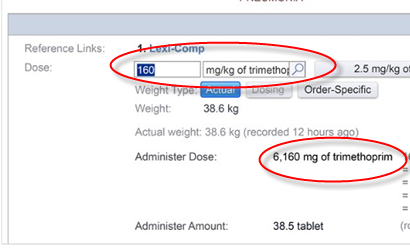 Reference Links: 1. Lexi-Comp
Dose: 160 mg/kg of trimethop 2.5 mg/kg of
Weight Type: Actual Dosing Order-Specific
Weight: 38.6 kg
Actual weight: 38.6 kg (recorded 12 hours ago)
Administer Dose: 6,160 mg of trimethoprim
=
=
=
=
Administer Amount: 38.5 tablet (ro